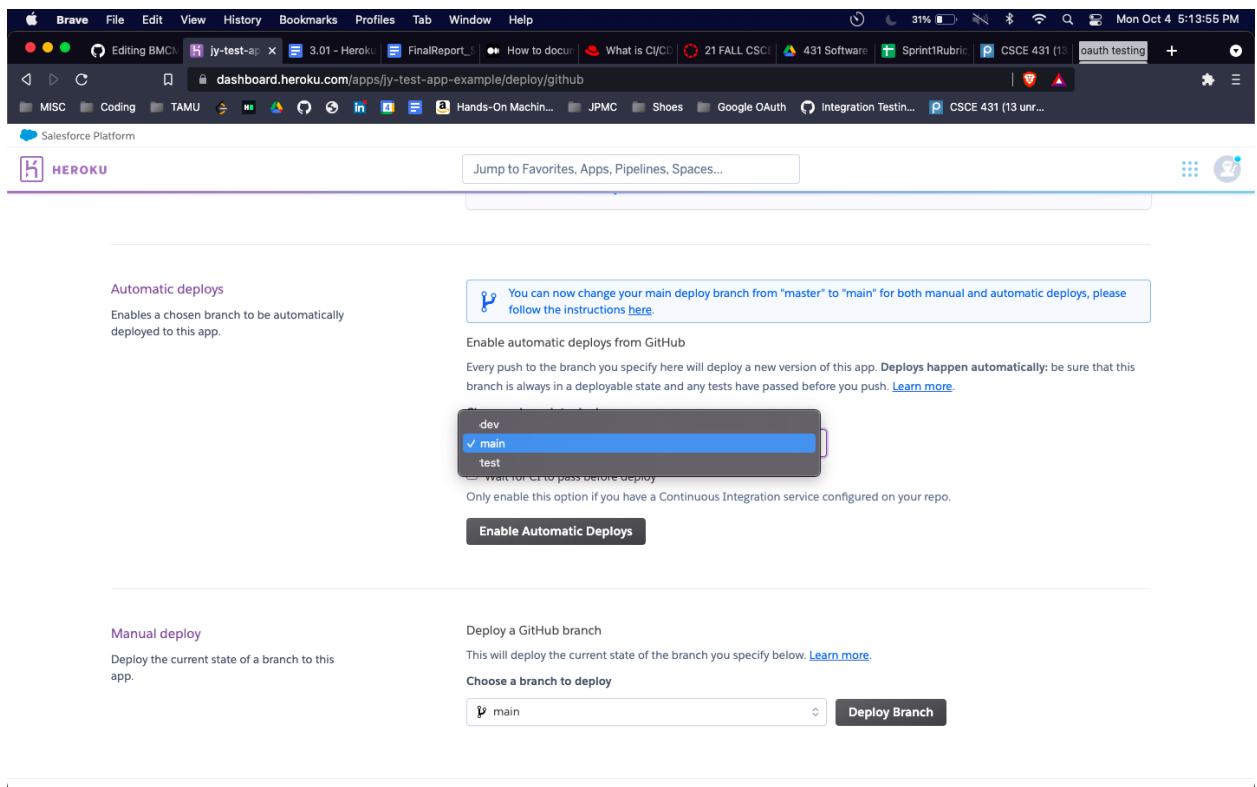 Brave File Edit View History Bookmarks Profiles Tab Window Help 31% Mon Oct 4 5:13:55 PM
Editing BMCM jy-test-ap 3.01 - Heroku FinalReport_S How to docum What is CI/CD 21 FALL CSCE 431 Software Sprint1Rubric. CSCE 431 (13 oauth testing
dashboard.heroku.com/apps/jy-test-app-example/deploy/github
MISC Coding TAMU Hands-On Machin... JPMC Shoes Google OAuth Integration Testin... CSCE 431 (13 unr...
Salesforce Platform
HEROKU Jump to Favorites, Apps, Pipelines, Spaces...
Automatic deploys
Enables a chosen branch to be automatically
deployed to this app.
You can now change your main deploy branch from "master" to "main" for both manual and automatic deploys, please
follow the instructions here.
Enable automatic deploys from GitHub
Every push to the branch you specify here will deploy a new version of this app. Deploys happen automatically: be sure that this
branch is always in a deployable state and any tests have passed before you push. Learn more.
dev
main
test
Wait for CI to pass before deploy
Only enable this option if you have a Continuous Integration service configured on your repo.
Enable Automatic Deploys
Manual deploy
Deploy the current state of a branch to this
app.
Deploy a GitHub branch
This will deploy the current state of the branch you specify below. Learn more.
Choose a branch to deploy
main Deploy Branch